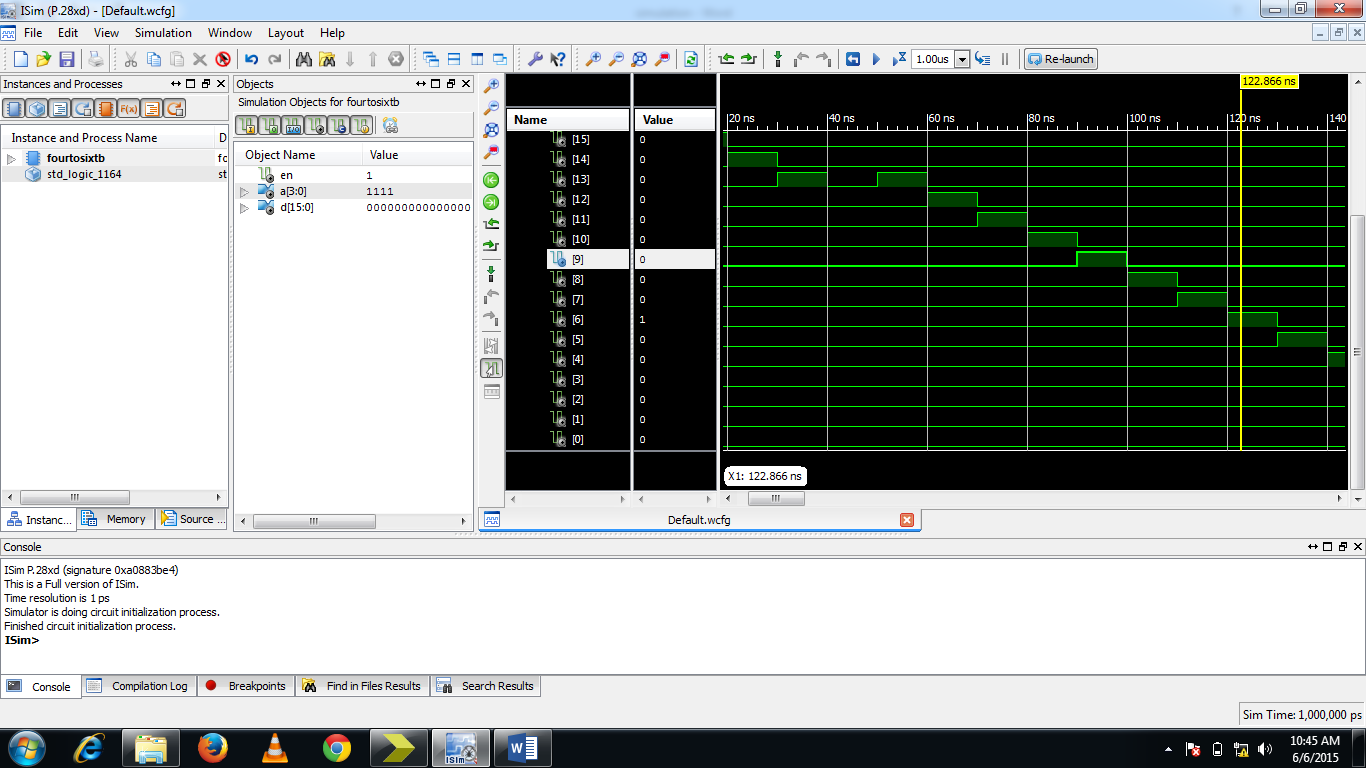 ISim (P.28xd) - [Default.wcfg]
File Edit View Simulation Window Layout Help
1.00us Re-launch
Instances and Processes
Instance and Process Name D
fourtosixtb fc
std_logic_1164 st
Instanc... Memory Source ...
Objects
Simulation Objects for fourtosixtb
Object Name Value
en 1
a[3:0] 1111
d[15:0] 000000000000000
Name Value
[15] 0
[14] 0
[13] 0
[12] 0
[11] 0
[10] 0
[9] 0
[8] 0
[7] 0
[6] 1
[5] 0
[4] 0
[3] 0
[2] 0
[1] 0
[0] 0
122.866 ns
20 ns 40 ns 60 ns 80 ns 100 ns 120 ns 140
X1: 122.866 ns
Default.wcfg
Console
ISim P.28xd (signature 0xa0883be4)
This is a Full version of ISim.
Time resolution is 1 ps
Simulator is doing circuit initialization process.
Finished circuit initialization process.
ISim>
Console Compilation Log Breakpoints Find in Files Results Search Results
Sim Time: 1,000,000 ps
10:45 AM
6/6/2015